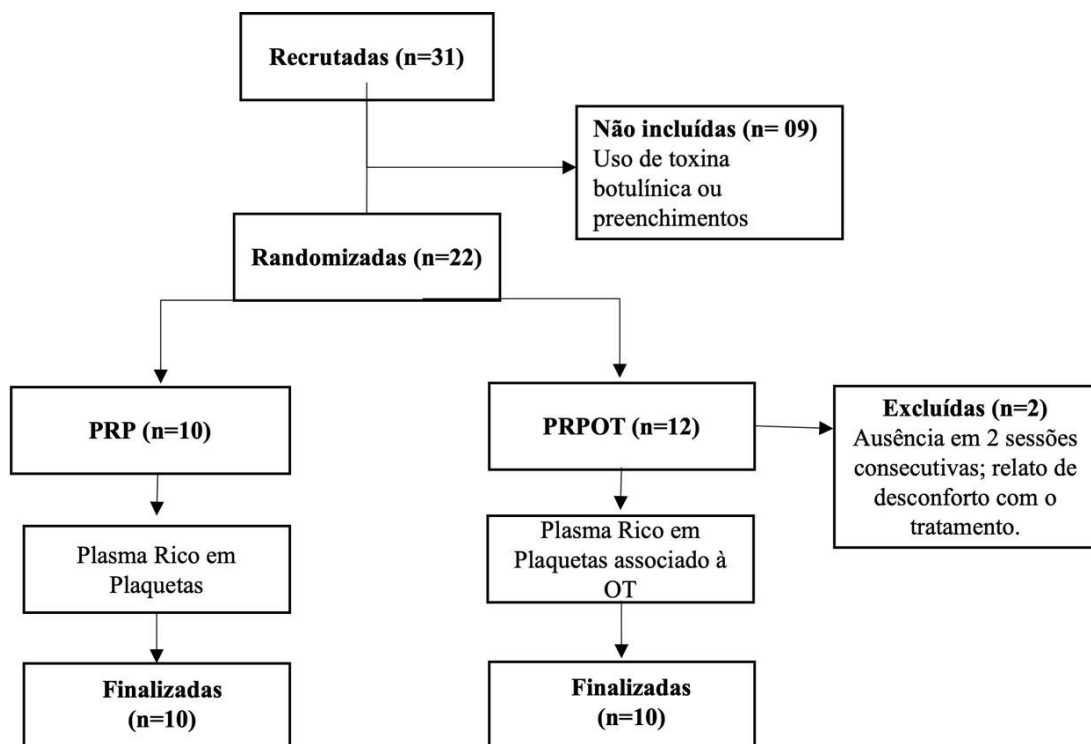 Recrutadas (n=31)
Não incluídas (n= 09)
Uso de toxina
botulínica ou
preenchimentos
Randomizadas (n=22)
PRP (n=10)
PRPOT (n=12)
Excluídas (n=2)
Ausência em 2 sessões
consecutivas; relato de
desconforto com o
tratamento.
Plasma Rico em
Plaquetas
Plasma Rico em
Plaquetas associado à
OT
Finalizadas
(n=10)
Finalizadas
(n=10)